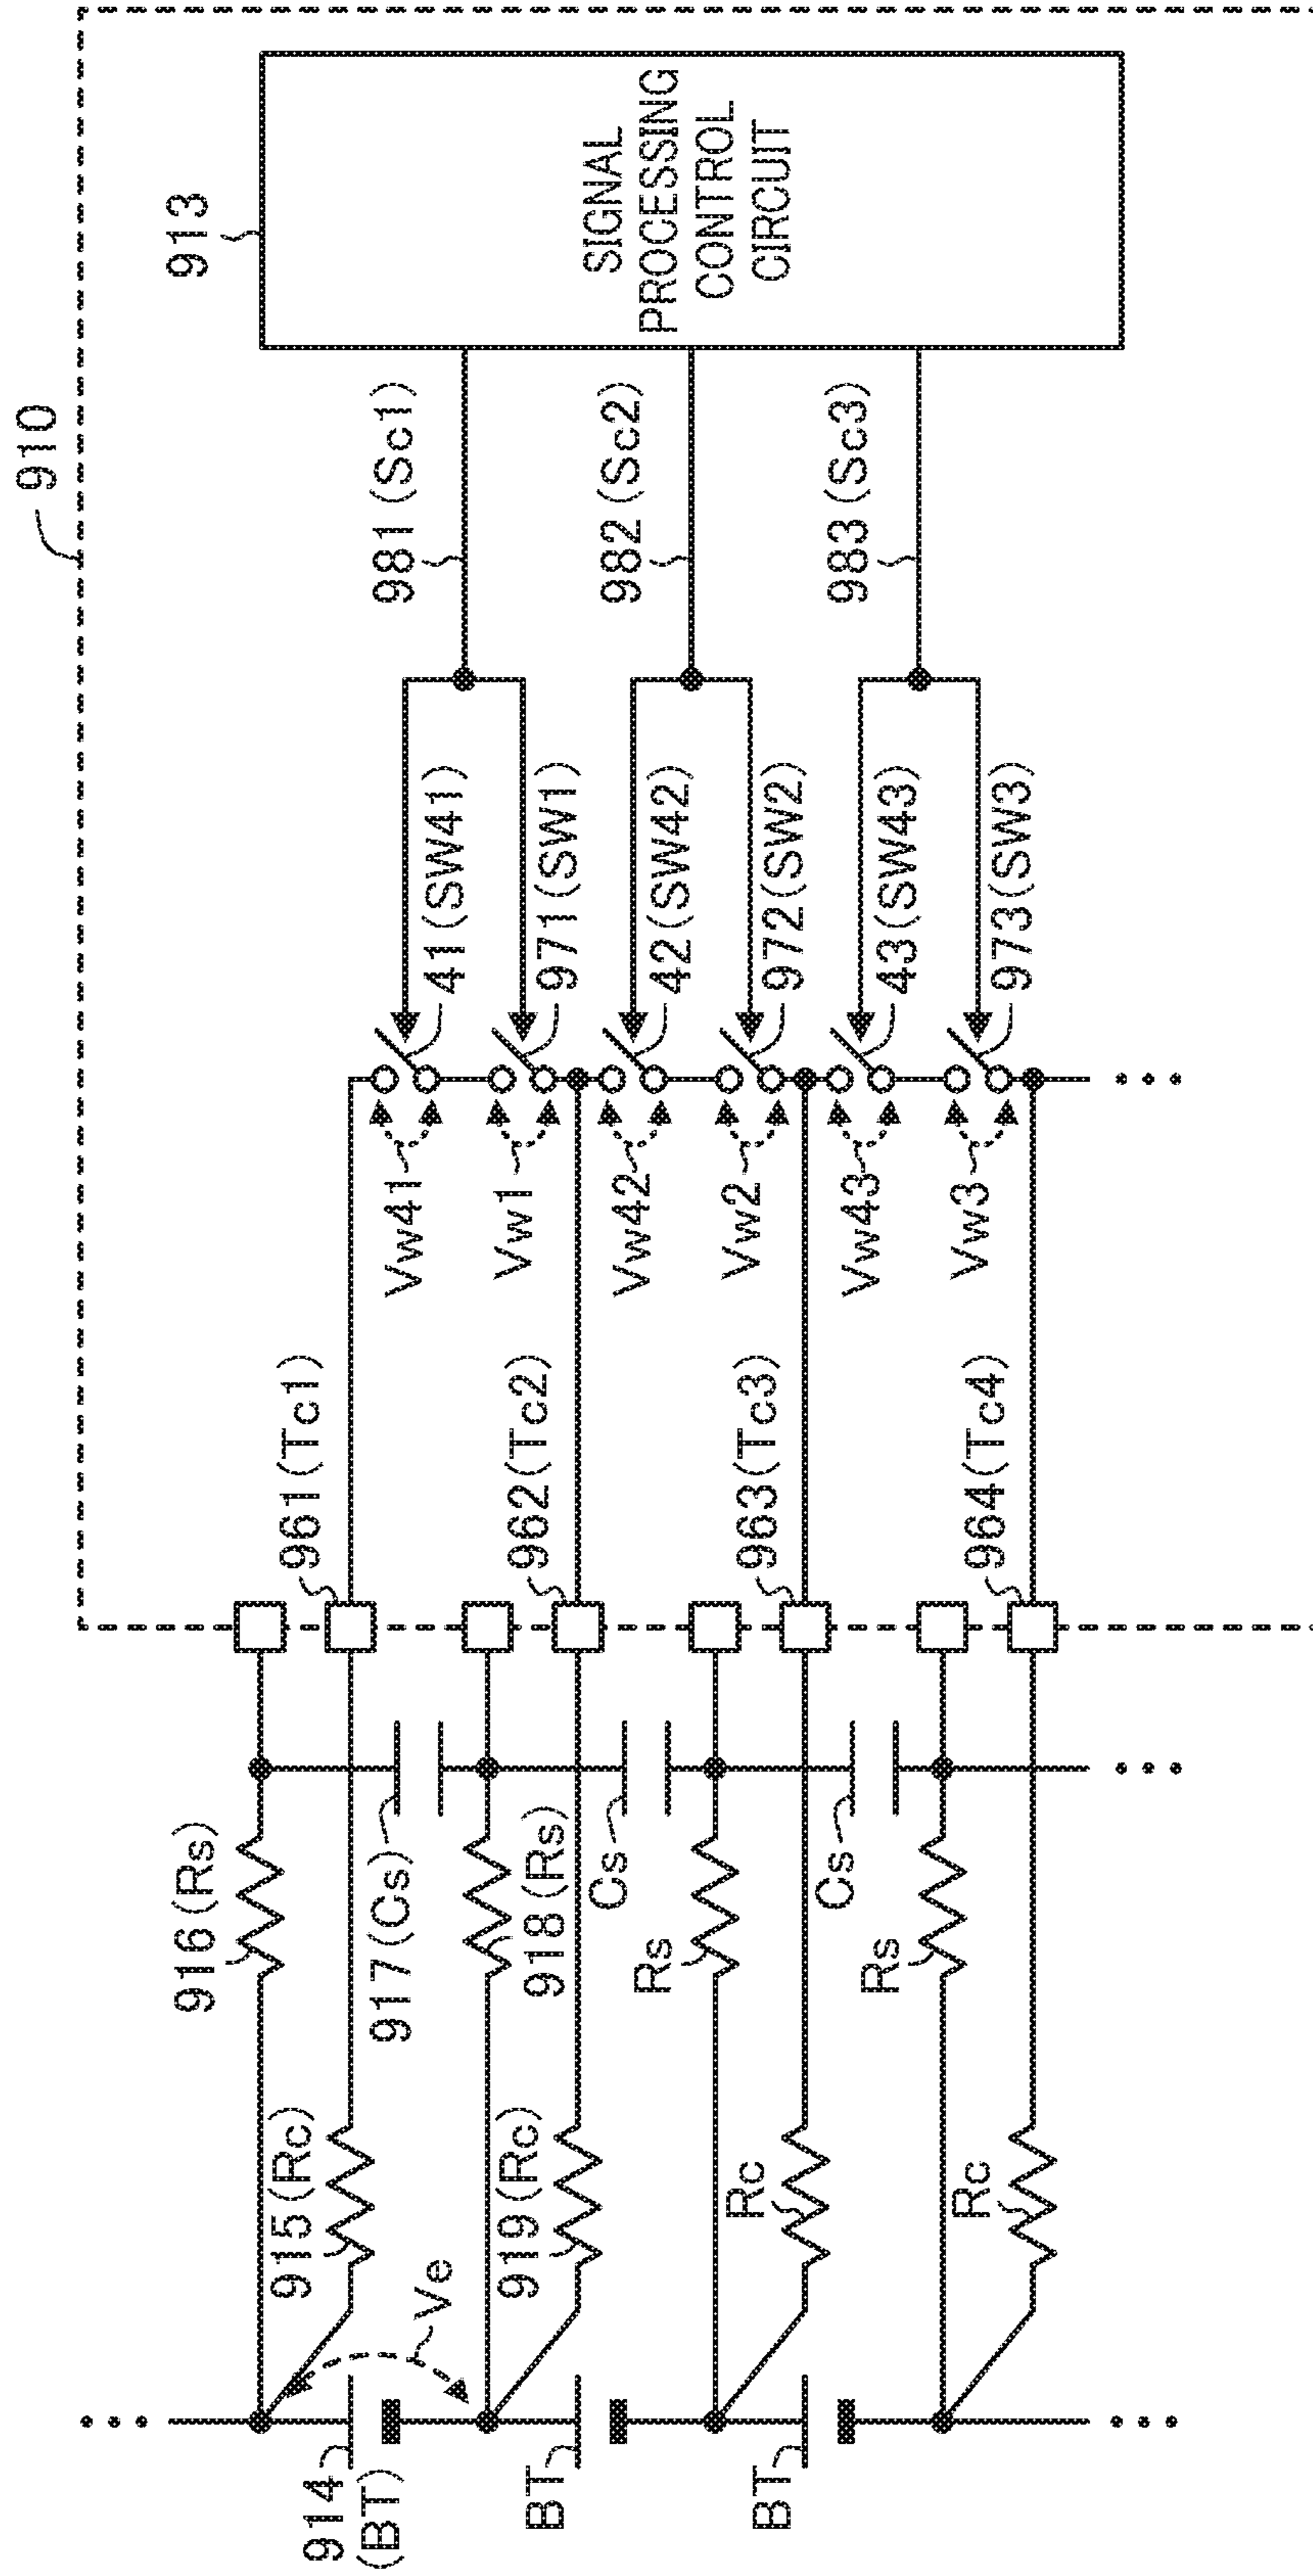 910
913
SIGNAL
PROCESSING
CONTROL
CIRCUIT
981(Sc1)
982(Sc2)
983(Sc3)
41(SW41)
971(SW1)
42(SW42)
972(SW2)
43(SW43)
973(SW3)
Vw41
Vw1
Vw42
Vw2
Vw43
Vw3
961(Tc1)
962(Tc2)
963(Tc3)
964(Tc4)
916(Rs)
917(Cs)
918(Rs)
Cs
Rs
Cs
Rs
915(Rc)
919(Rc)
Rc
Rc
Ve
914
(BT)
BT
BT